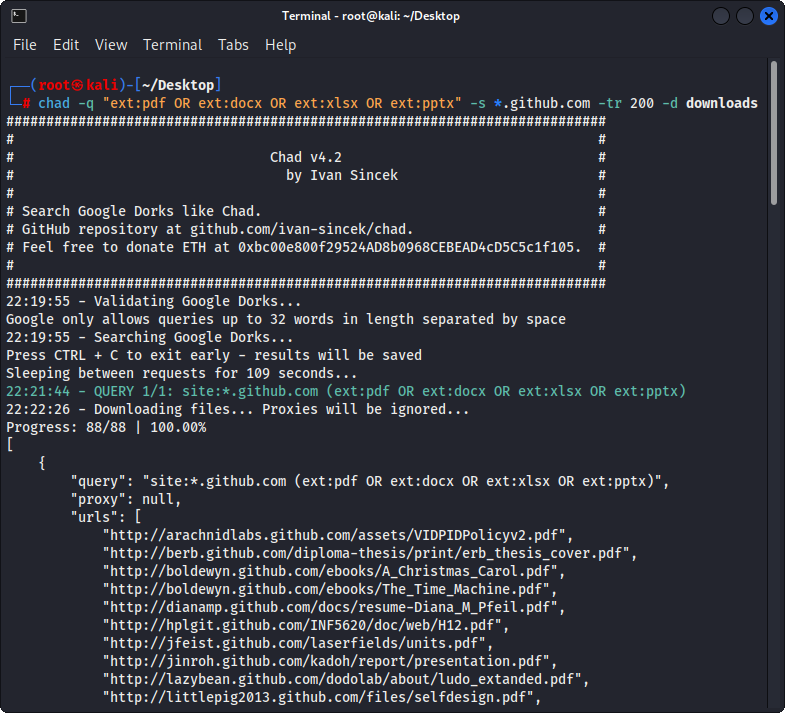 Terminal - root@kali: ~/Desktop
File Edit View Terminal Tabs Help
┌──(root㉿kali)-[~/Desktop]
└─# chad -q "ext:pdf OR ext:docx OR ext:xlsx OR ext:pptx" -s *.github.com -tr 200 -d downloads
###########################################################################
#                                                                         #
#                                Chad v4.2                                #
#                                  by Ivan Sincek                         #
#                                                                         #
# Search Google Dorks like Chad.                                          #
# GitHub repository at github.com/ivan-sincek/chad.                       #
# Feel free to donate ETH at 0xbc00e800f29524AD8b0968CEBEAD4cD5C5c1f105.  #
#                                                                         #
###########################################################################
22:19:55 - Validating Google Dorks...
Google only allows queries up to 32 words in length separated by space
22:19:55 - Searching Google Dorks...
Press CTRL + C to exit early - results will be saved
Sleeping between requests for 109 seconds...
22:21:44 - QUERY 1/1: site:*.github.com (ext:pdf OR ext:docx OR ext:xlsx OR ext:pptx)
22:22:26 - Downloading files... Proxies will be ignored...
Progress: 88/88 | 100.00%
[
    {
        "query": "site:*.github.com (ext:pdf OR ext:docx OR ext:xlsx OR ext:pptx)",
        "proxy": null,
        "urls": [
            "http://arachnidlabs.github.com/assets/VIDPIDPolicyv2.pdf",
            "http://berb.github.com/diploma-thesis/print/erb_thesis_cover.pdf",
            "http://boldewyn.github.com/ebooks/A_Christmas_Carol.pdf",
            "http://boldewyn.github.com/ebooks/The_Time_Machine.pdf",
            "http://dianamp.github.com/docs/resume-Diana_M_Pfeil.pdf",
            "http://hplgit.github.com/INF5620/doc/web/H12.pdf",
            "http://jfeist.github.com/laserfields/units.pdf",
            "http://jinroh.github.com/kadoh/report/presentation.pdf",
            "http://lazybean.github.com/dodolab/about/ludo_extanded.pdf",
            "http://littlepig2013.github.com/files/selfdesign.pdf",